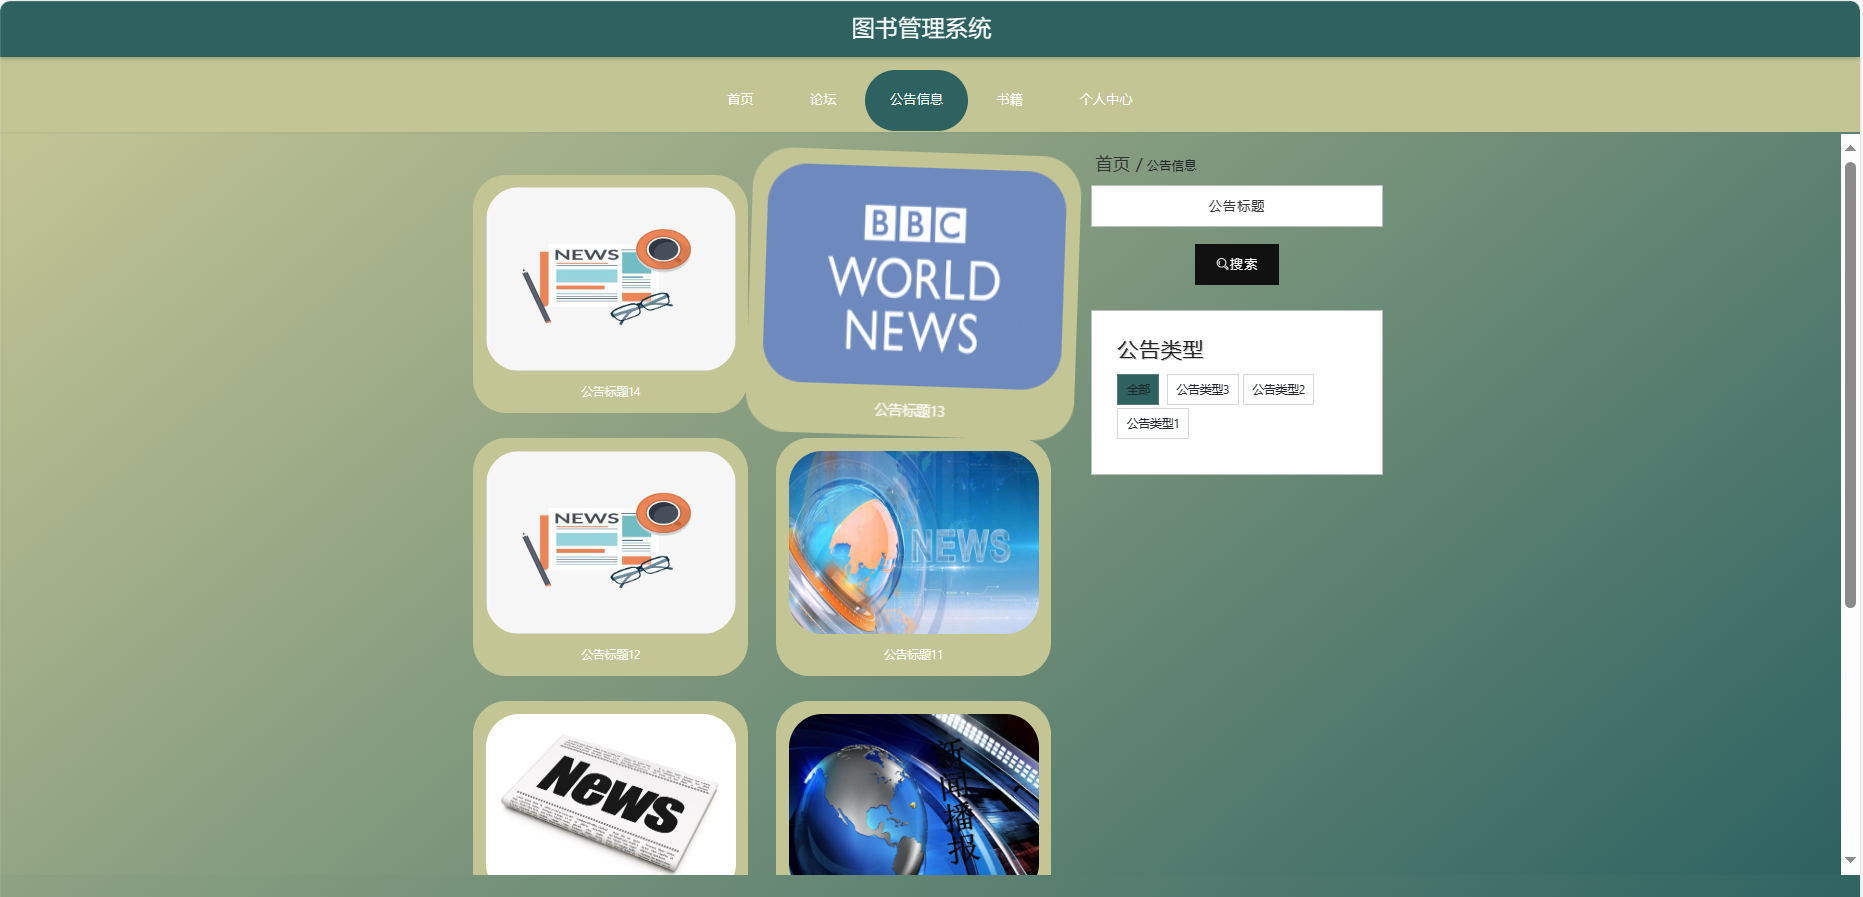 图书管理系统
首页 论坛 公告信息 书籍 个人中心
首页 / 公告信息
公告标题
搜索
公告类型
全部 公告类型3 公告类型2
公告类型1
NEWS
公告标题14
BBC
WORLD
NEWS
公告标题13
NEWS
公告标题12
NEWS
公告标题11
News
新闻播报